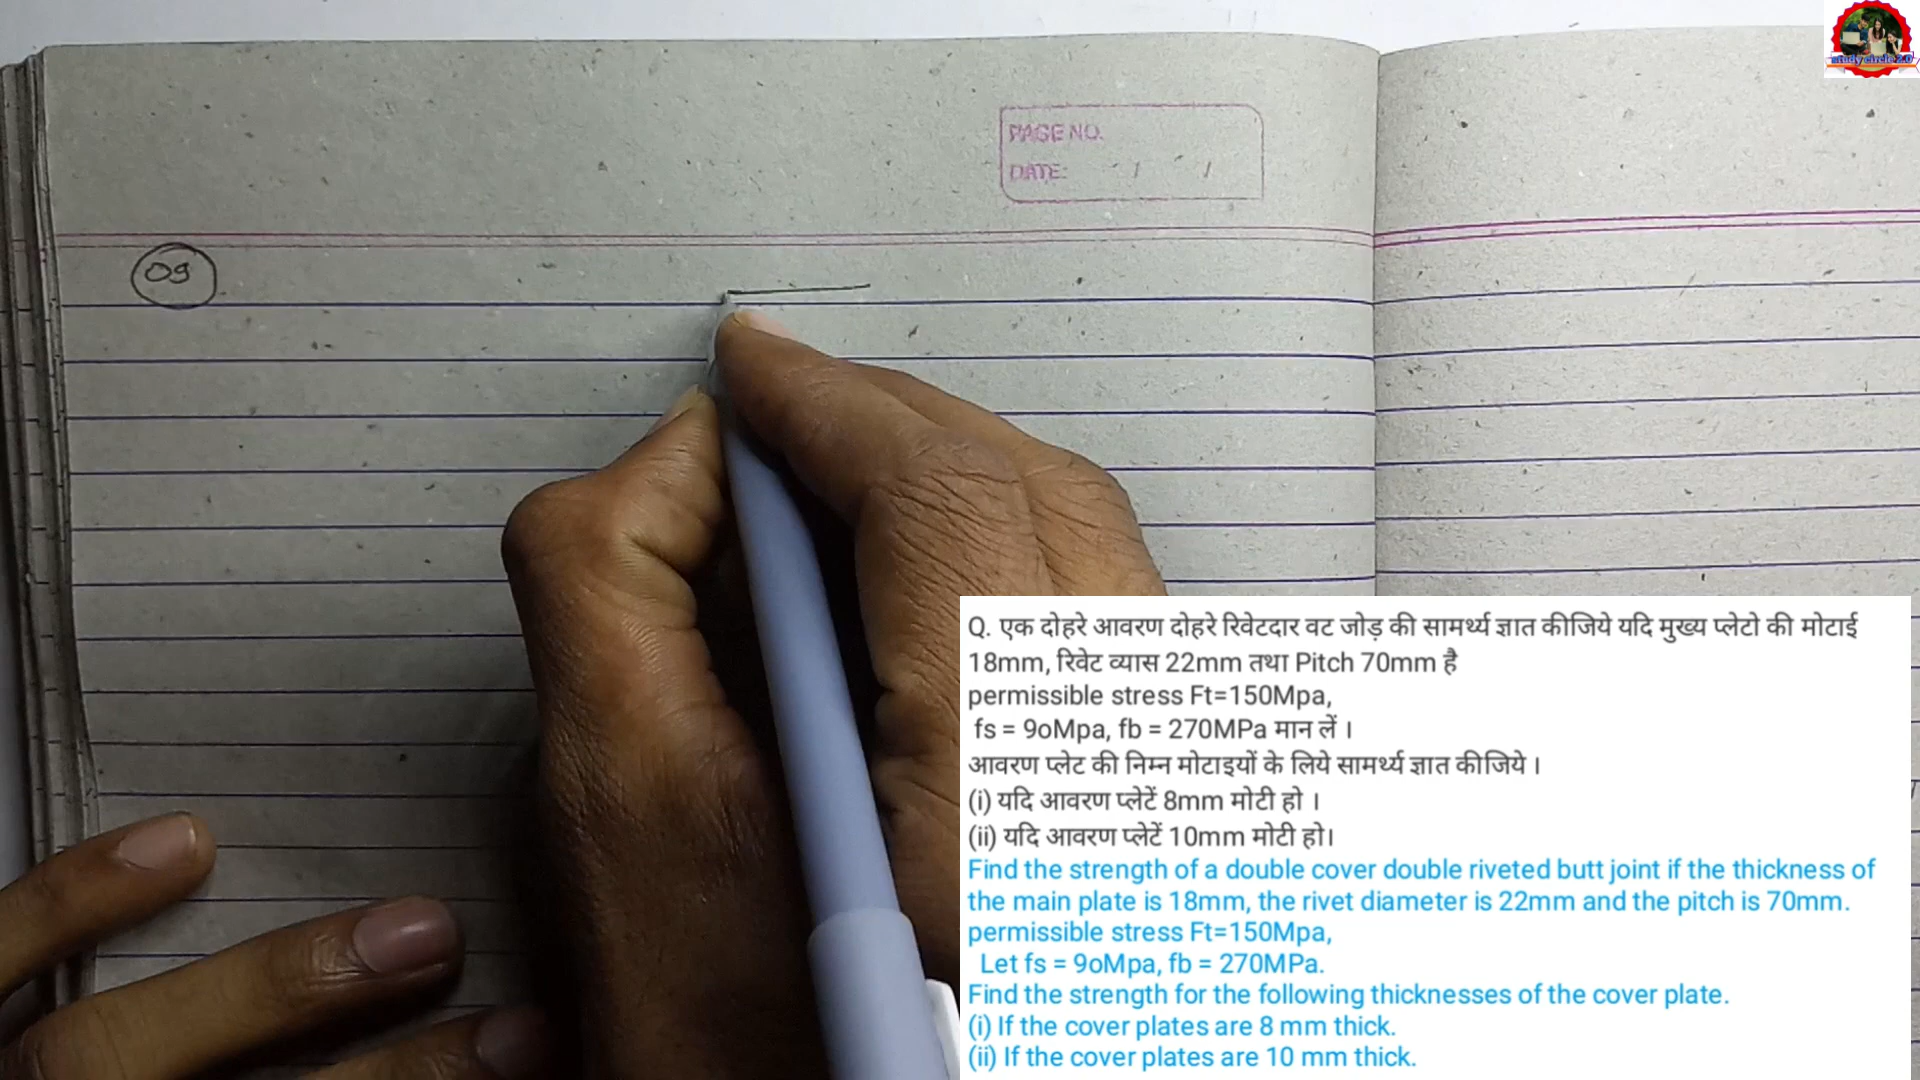 study circle 2.0
PAGE NO.
DATE: / /
09
Q. एक दोहरे आवरण दोहरे रिवेटदार वट जोड़ की सामर्थ्य ज्ञात कीजिये यदि मुख्य प्लेटो की मोटाई
18mm, रिवेट व्यास 22mm तथा Pitch 70mm है
permissible stress Ft=150Mpa,
fs = 9oMpa, fb = 270MPa मान लें ।
आवरण प्लेट की निम्न मोटाइयों के लिये सामर्थ्य ज्ञात कीजिये ।
(i) यदि आवरण प्लेटें 8mm मोटी हो ।
(ii) यदि आवरण प्लेटें 10mm मोटी हो।
Find the strength of a double cover double riveted butt joint if the thickness of
the main plate is 18mm, the rivet diameter is 22mm and the pitch is 70mm.
permissible stress Ft=150Mpa,
Let fs = 9oMpa, fb = 270MPa.
Find the strength for the following thicknesses of the cover plate.
(i) If the cover plates are 8 mm thick.
(ii) If the cover plates are 10 mm thick.